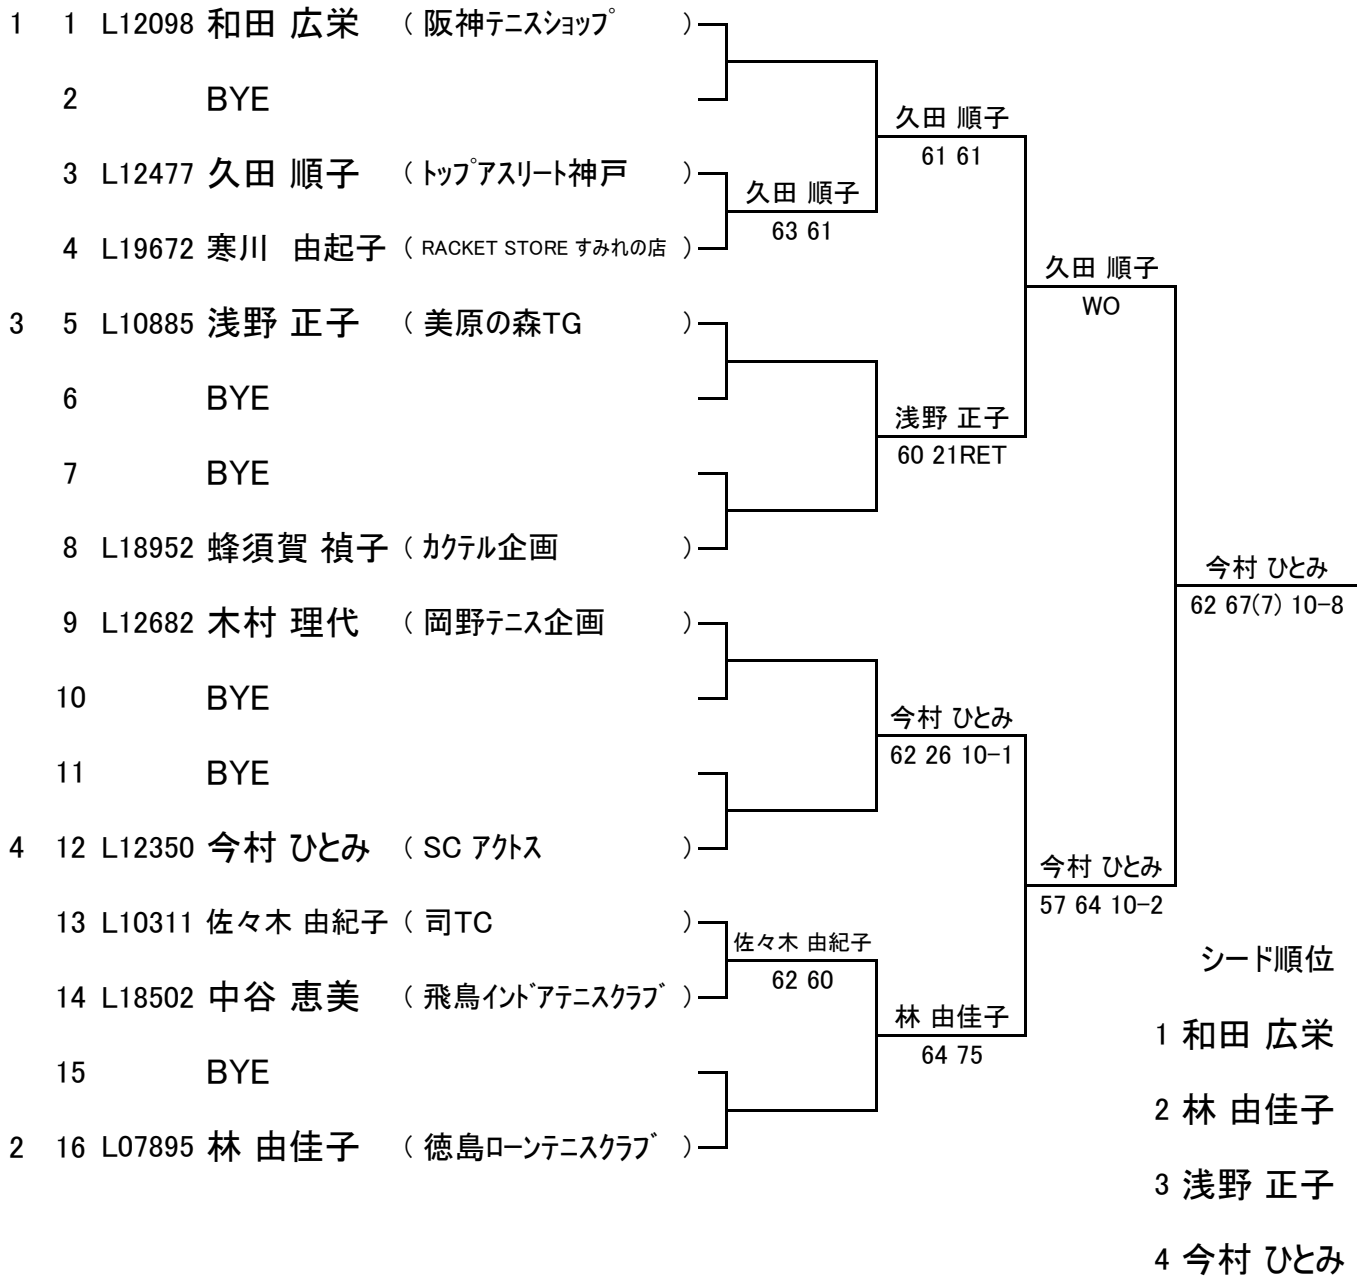 1 1 L12098 和田 広栄 ( 阪神テニスショップ )
2 BYE
3 L12477 久田 順子 ( トップアスリート神戸 )
4 L19672 寒川 由起子 ( RACKET STORE すみれの店 )
3 5 L10885 浅野 正子 ( 美原の森TG )
6 BYE
7 BYE
8 L18952 蜂須賀 禎子 ( カクテル企画 )
9 L12682 木村 理代 ( 岡野テニス企画 )
10 BYE
11 BYE
4 12 L12350 今村 ひとみ ( SC アクトス )
13 L10311 佐々木 由紀子 ( 司TC )
14 L18502 中谷 恵美 ( 飛鳥インドアテニスクラブ )
15 BYE
2 16 L07895 林 由佳子 ( 徳島ローンテニスクラブ )
久田 順子
63 61
佐々木 由紀子
62 60
久田 順子
61 61
浅野 正子
60 21RET
今村 ひとみ
62 26 10-1
林 由佳子
64 75
久田 順子
WO
今村 ひとみ
57 64 10-2
今村 ひとみ
62 67(7) 10-8
シード順位
1 和田 広栄
2 林 由佳子
3 浅野 正子
4 今村 ひとみ